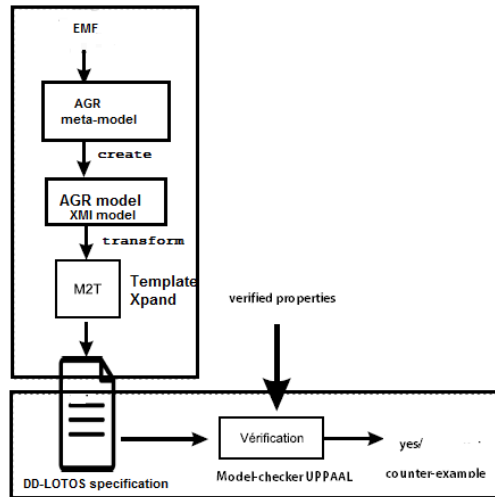 EMF
AGR
meta-model
create
AGR model
XMI model
transform
M2T
Template
Xpand
verified properties
Vérification
yes/
DD-LOTOS specification
Model-checker UPPAAL
counter-example